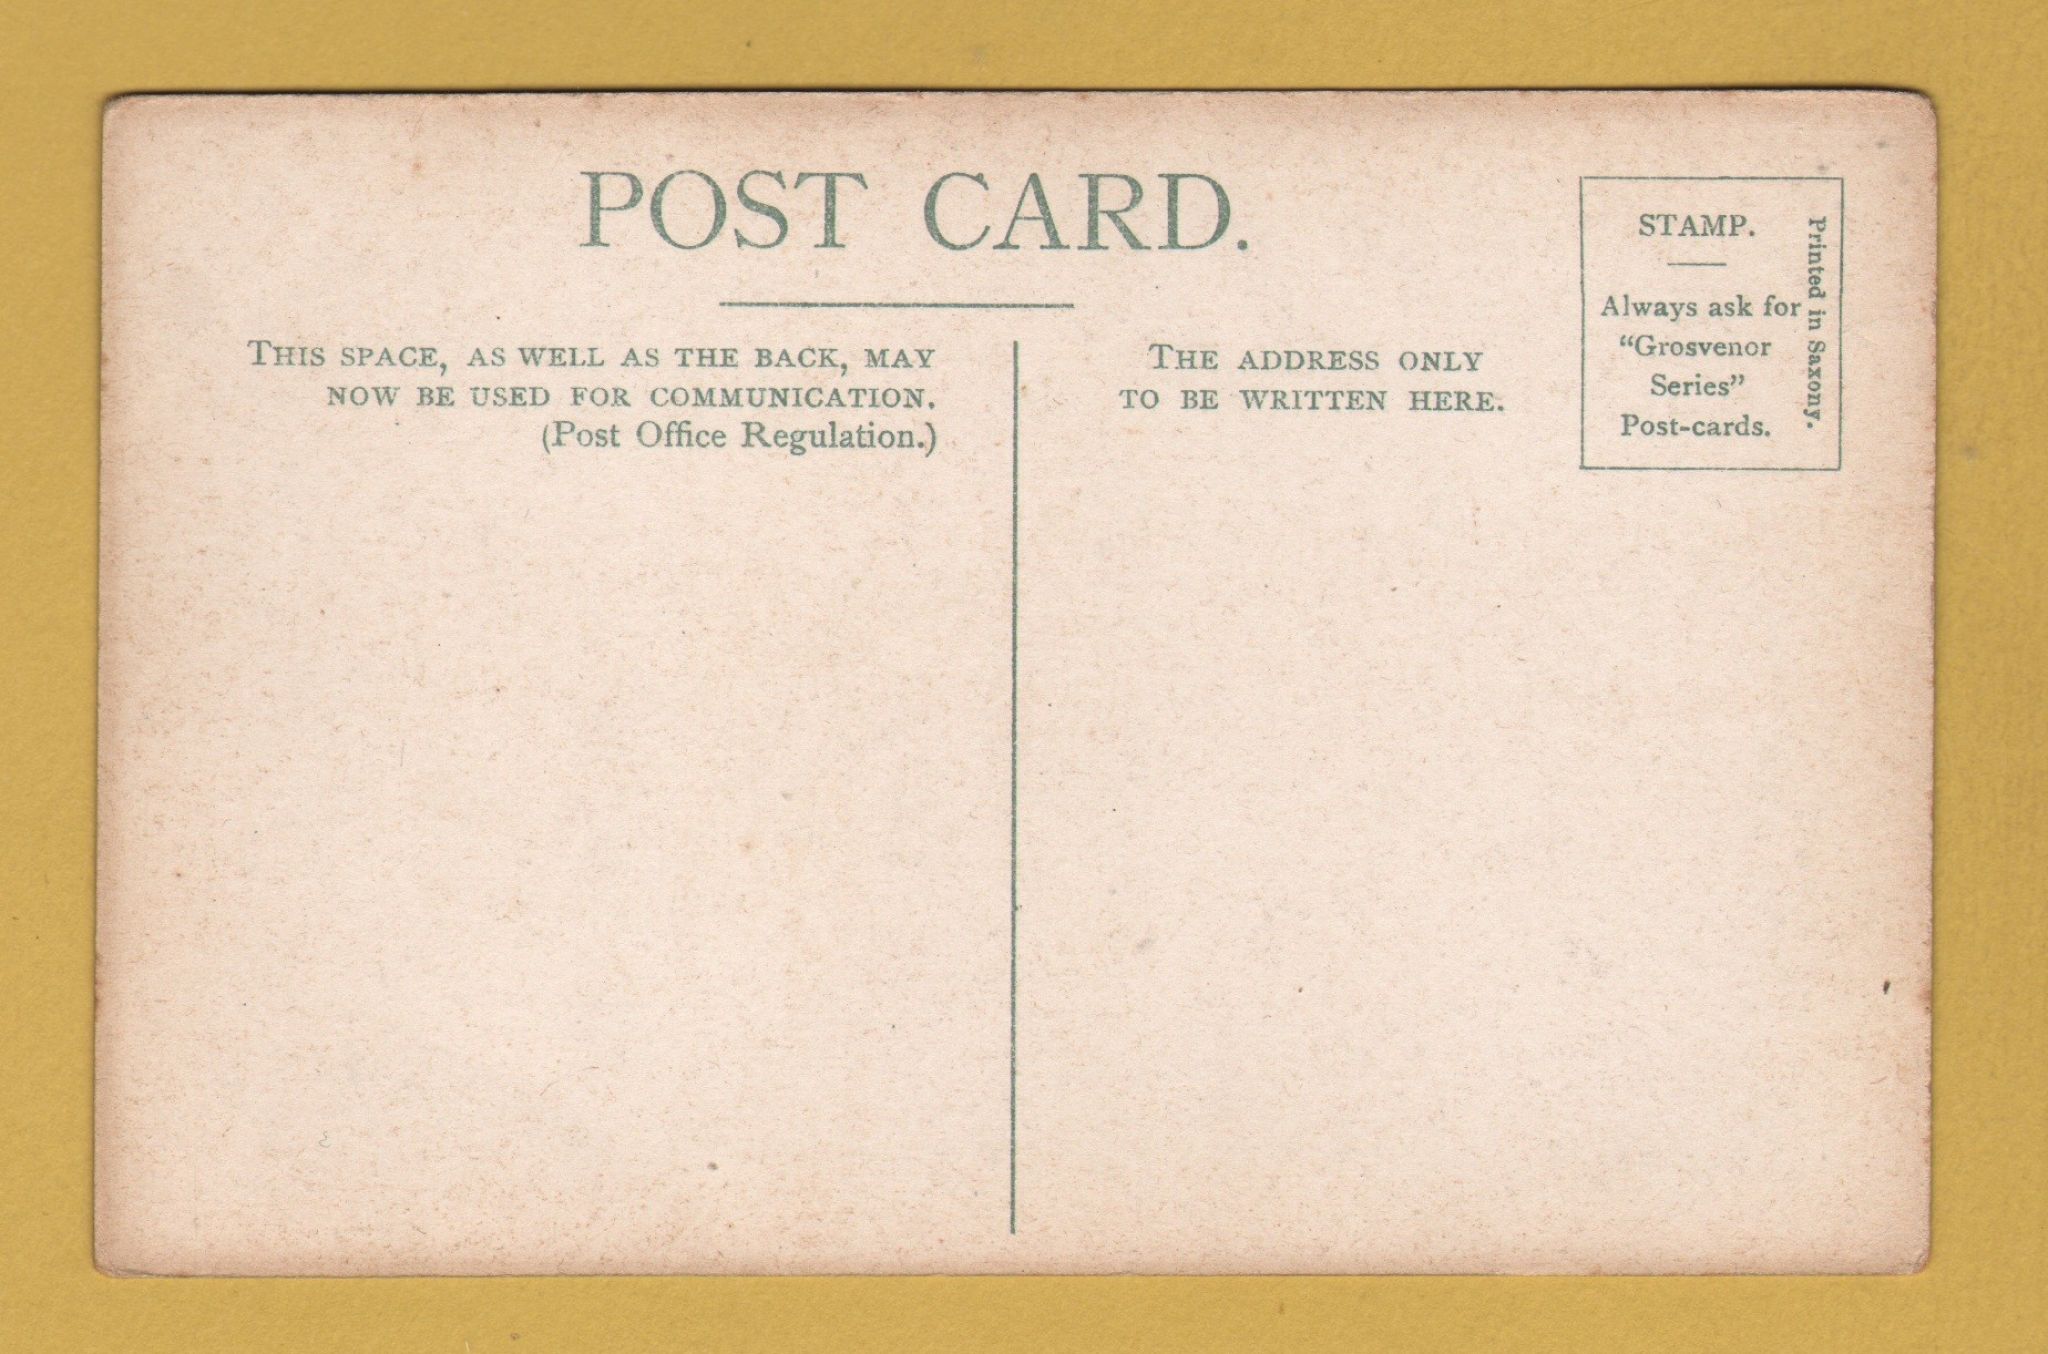 POST CARD.
THIS SPACE, AS WELL AS THE BACK, MAY
NOW BE USED FOR COMMUNICATION.
(Post Office Regulation.)
THE ADDRESS ONLY
TO BE WRITTEN HERE.
STAMP.
Always ask for
“Grosvenor
Series”
Post-cards.
Printed in Saxony.